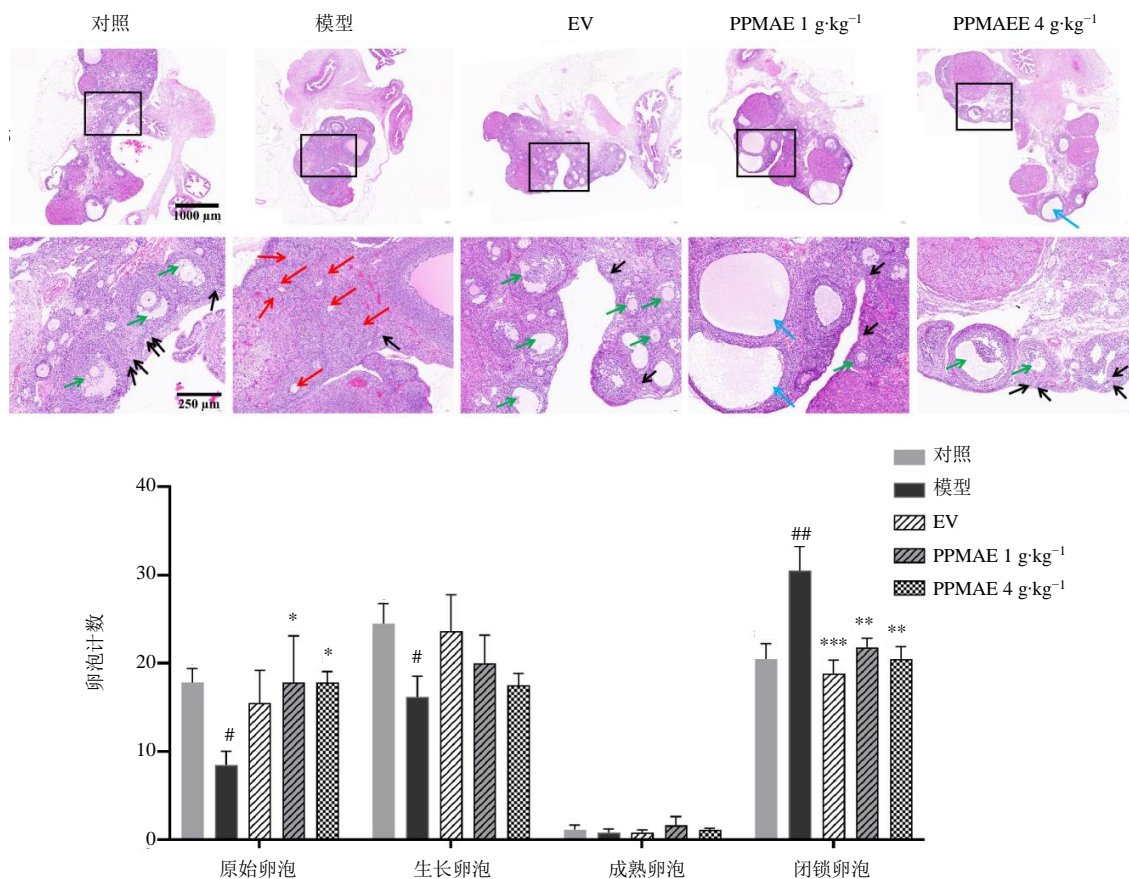 对照 模型 EV PPMAE 1 g·kg⁻¹ PPMAEE 4 g·kg⁻¹
1000 μm
250 μm
对照
模型
EV
PPMAE 1 g·kg⁻¹
PPMAE 4 g·kg⁻¹
卵泡计数
40
30
20
10
0
# * *
#
## *** ** **
原始卵泡 生长卵泡 成熟卵泡 闭锁卵泡